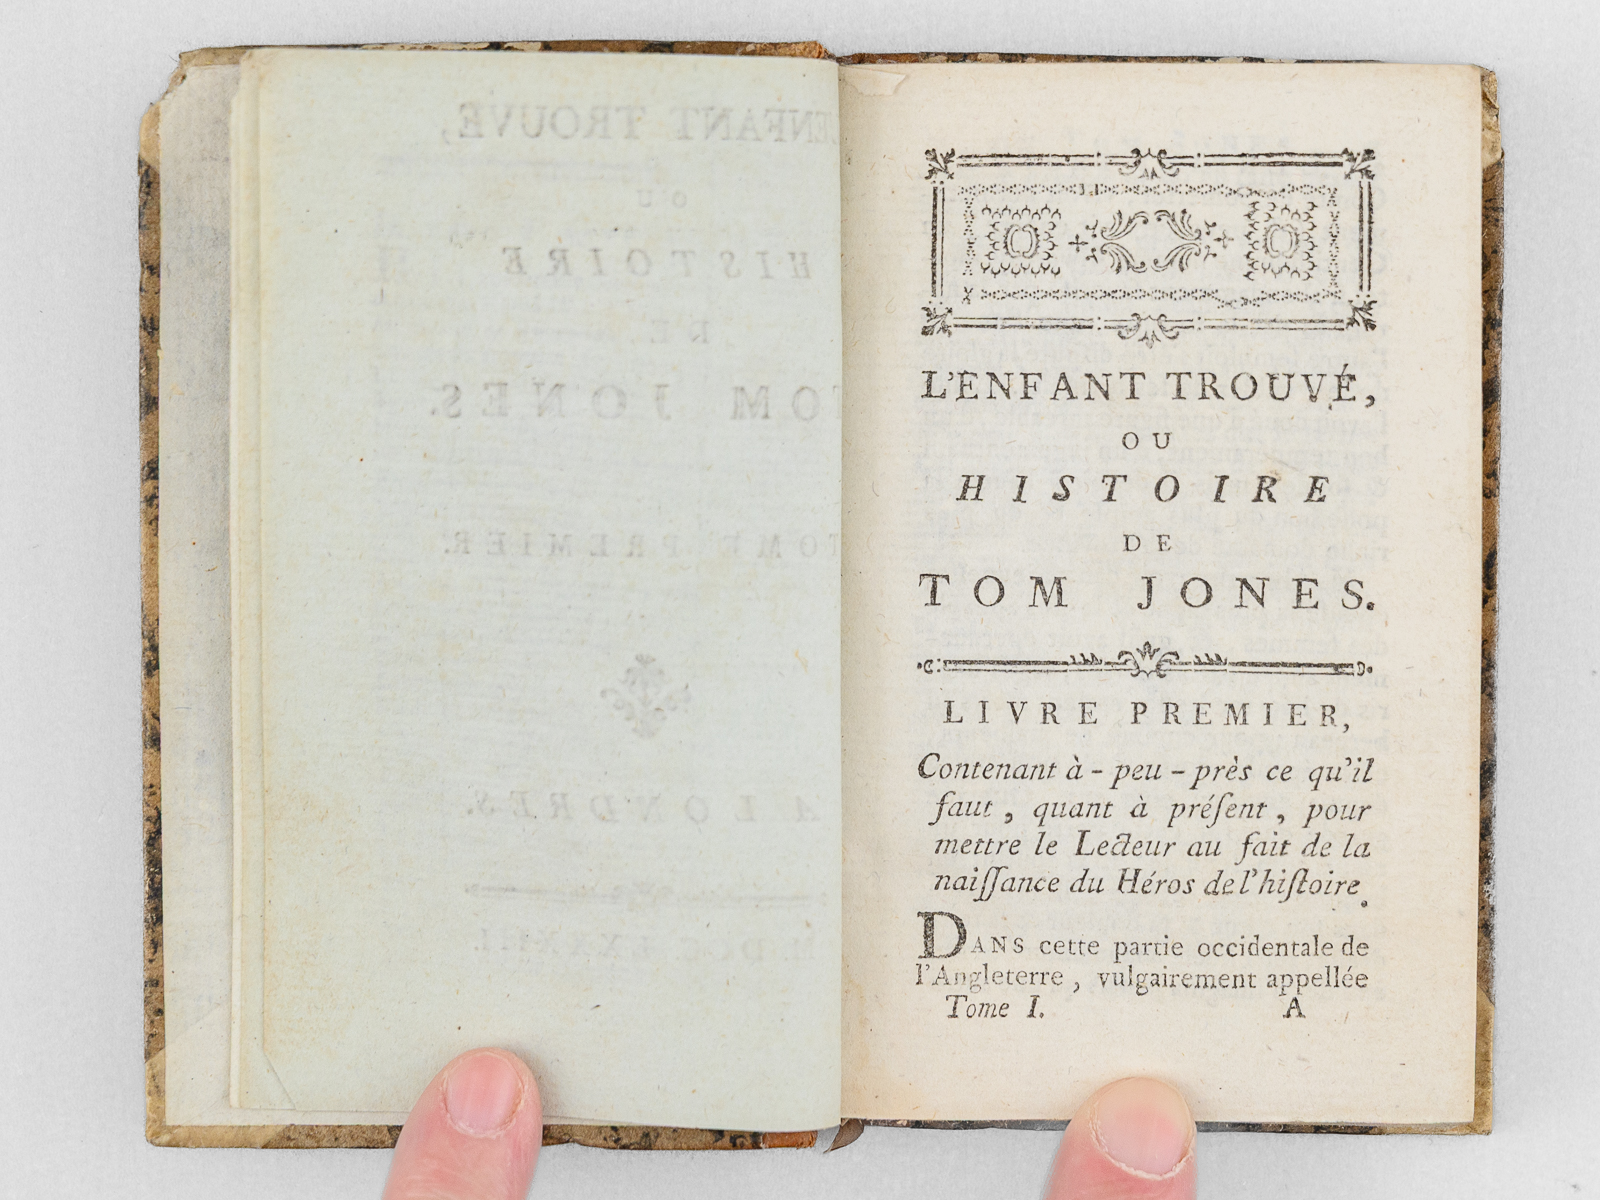 L'ENFANT TROUVÉ,
OU
HISTOIRE
DE
TOM JONES.
LIVRE PREMIER,
Contenant à-peu-près ce qu'il
faut, quant à préſent, pour
mettre le Lecteur au fait de la
naiſſance du Héros de l'hiſtoire.
DANS cette partie occidentale de
l'Angleterre, vulgairement appellée
Tome I. A